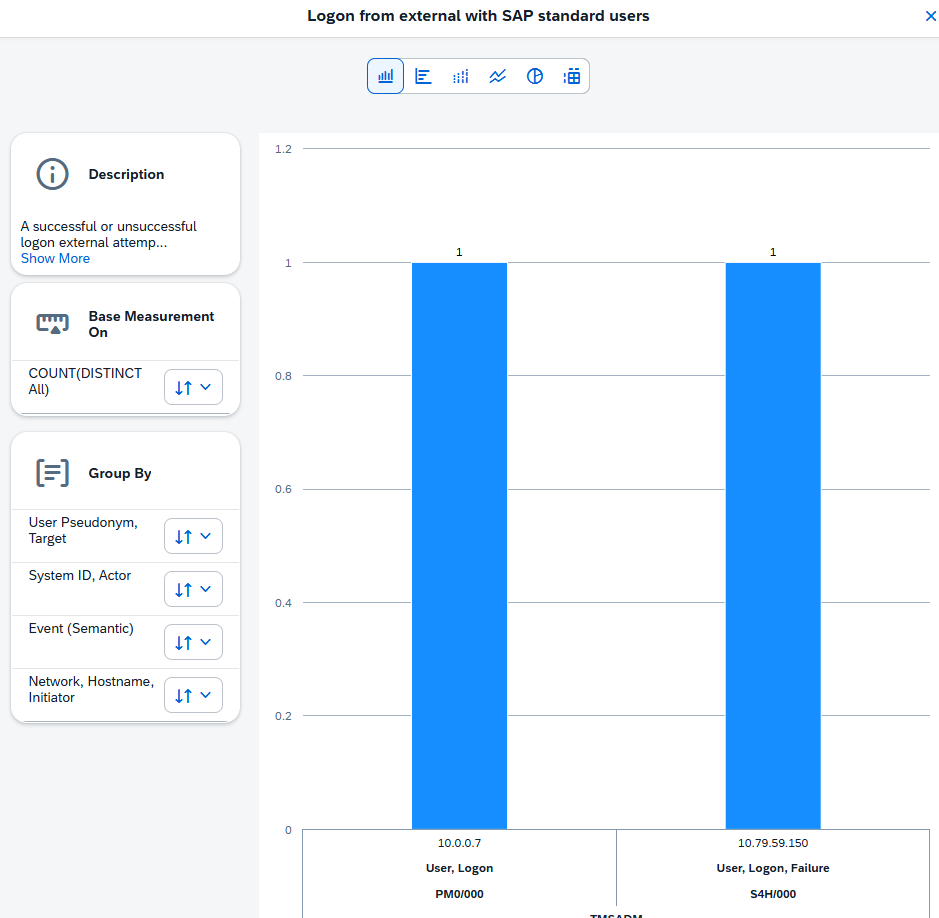 Logon from external with SAP standard users
Description
A successful or unsuccessful
logon external attemp...
Show More
Base Measurement
On
COUNT(DISTINCT
All)
Group By
User Pseudonym,
Target
System ID, Actor
Event (Semantic)
Network, Hostname,
Initiator
1.2
1
0.8
0.6
0.4
0.2
0
1
1
10.0.0.7
10.79.59.150
User, Logon
User, Logon, Failure
PM0/000
S4H/000
TMSADM